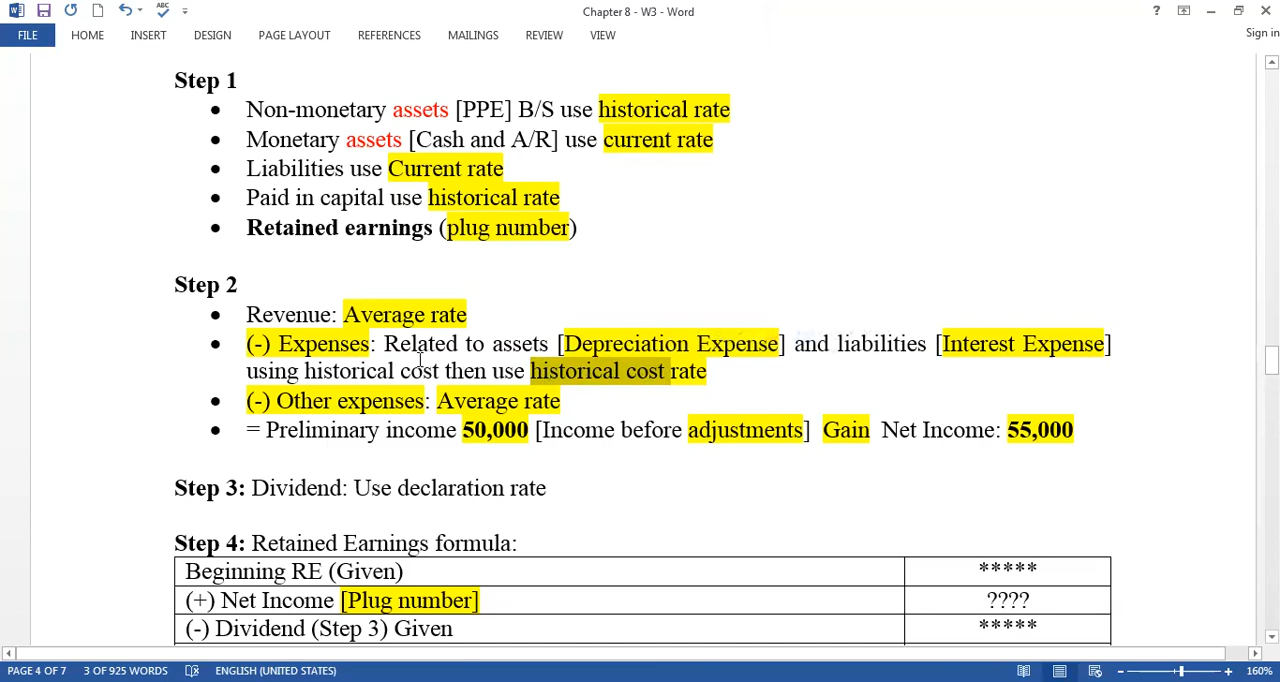 Chapter 8 - W3 - Word
?
Sign in
FILE HOME INSERT DESIGN PAGE LAYOUT REFERENCES MAILINGS REVIEW VIEW
Step 1
• Non-monetary assets [PPE] B/S use historical rate
• Monetary assets [Cash and A/R] use current rate
• Liabilities use Current rate
• Paid in capital use historical rate
• Retained earnings (plug number)
Step 2
• Revenue: Average rate
• (-) Expenses: Related to assets [Depreciation Expense] and liabilities [Interest Expense]
using historical cost then use historical cost rate
• (-) Other expenses: Average rate
• = Preliminary income 50,000 [Income before adjustments] Gain Net Income: 55,000
Step 3: Dividend: Use declaration rate
Step 4: Retained Earnings formula:
Beginning RE (Given) *****
(+) Net Income [Plug number] ????
(-) Dividend (Step 3) Given *****
PAGE 4 OF 7 3 OF 925 WORDS ENGLISH (UNITED STATES) 160%